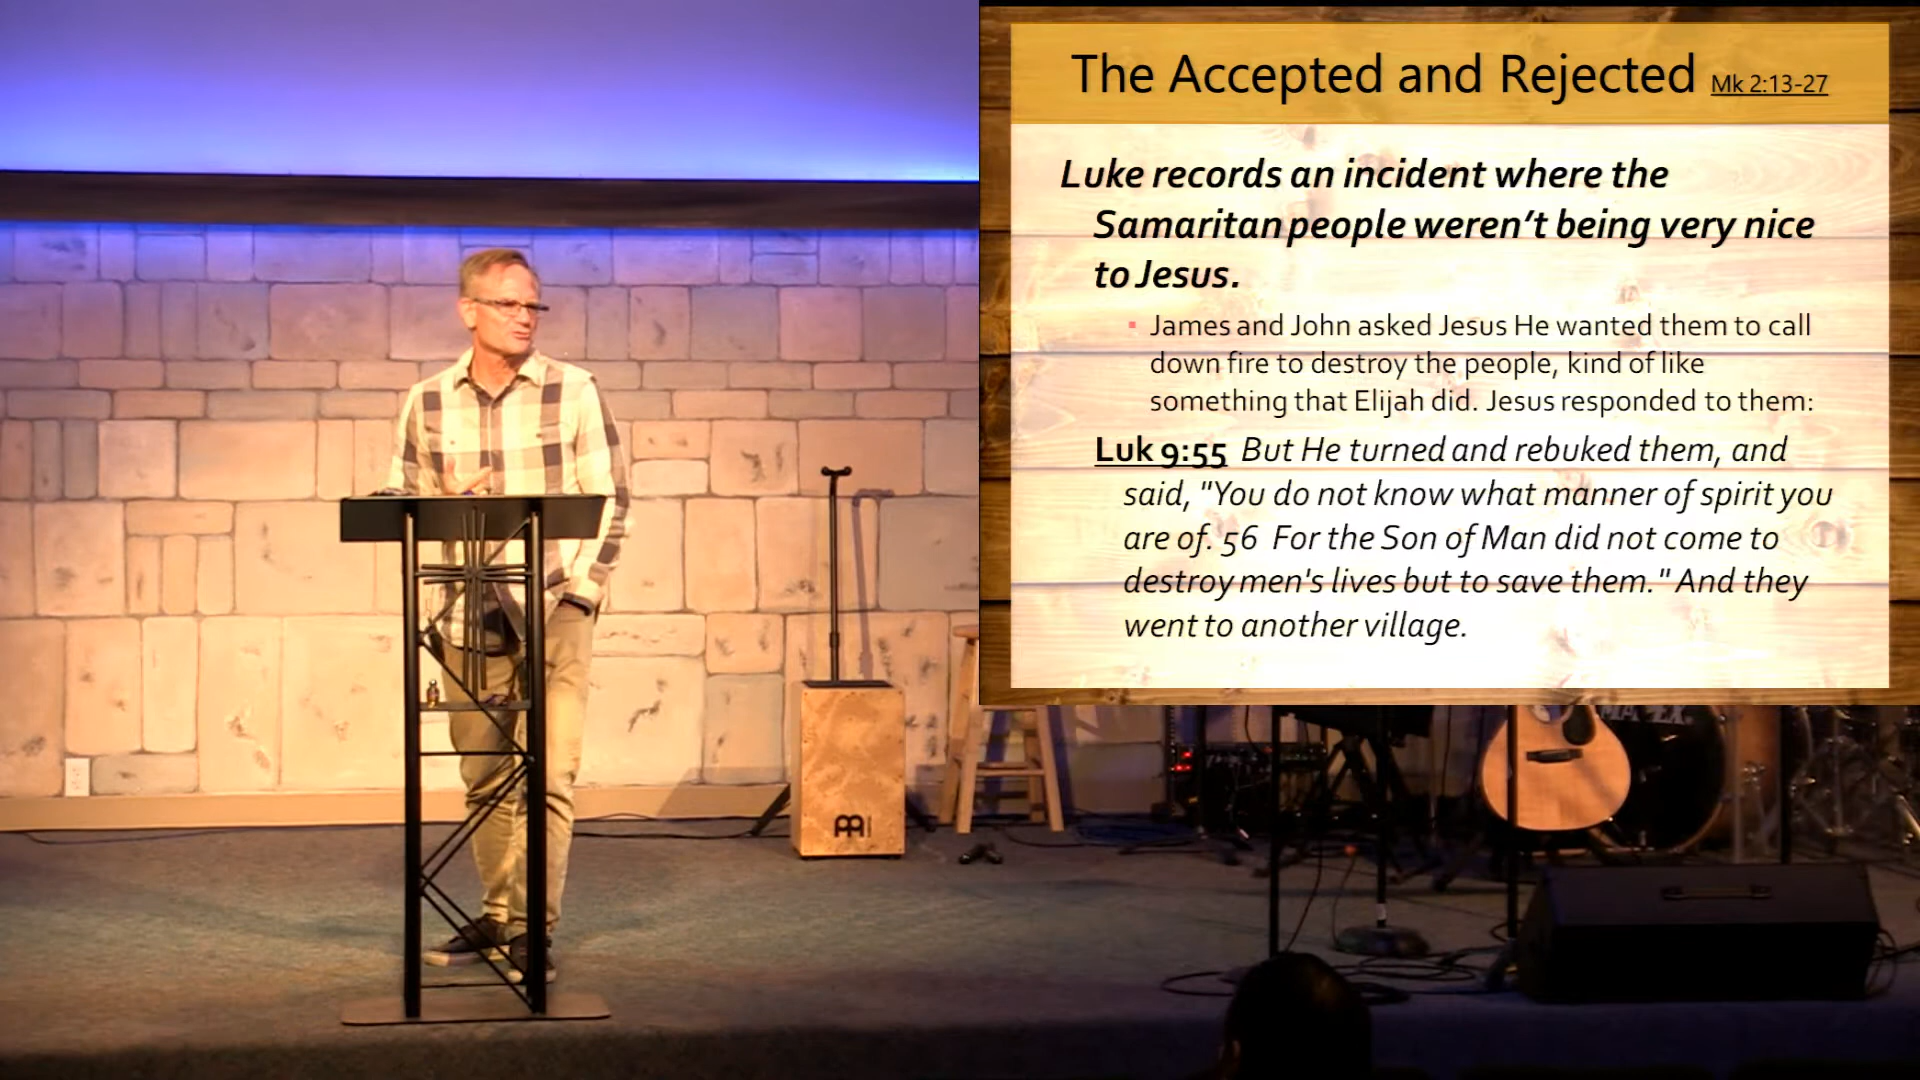 The Accepted and Rejected Mk 2:13-27
Luke records an incident where the
Samaritan people weren't being very nice
to Jesus.
▪ James and John asked Jesus He wanted them to call
down fire to destroy the people, kind of like
something that Elijah did. Jesus responded to them:
Luk 9:55 But He turned and rebuked them, and
said, "You do not know what manner of spirit you
are of. 56 For the Son of Man did not come to
destroy men's lives but to save them." And they
went to another village.
MAPEX